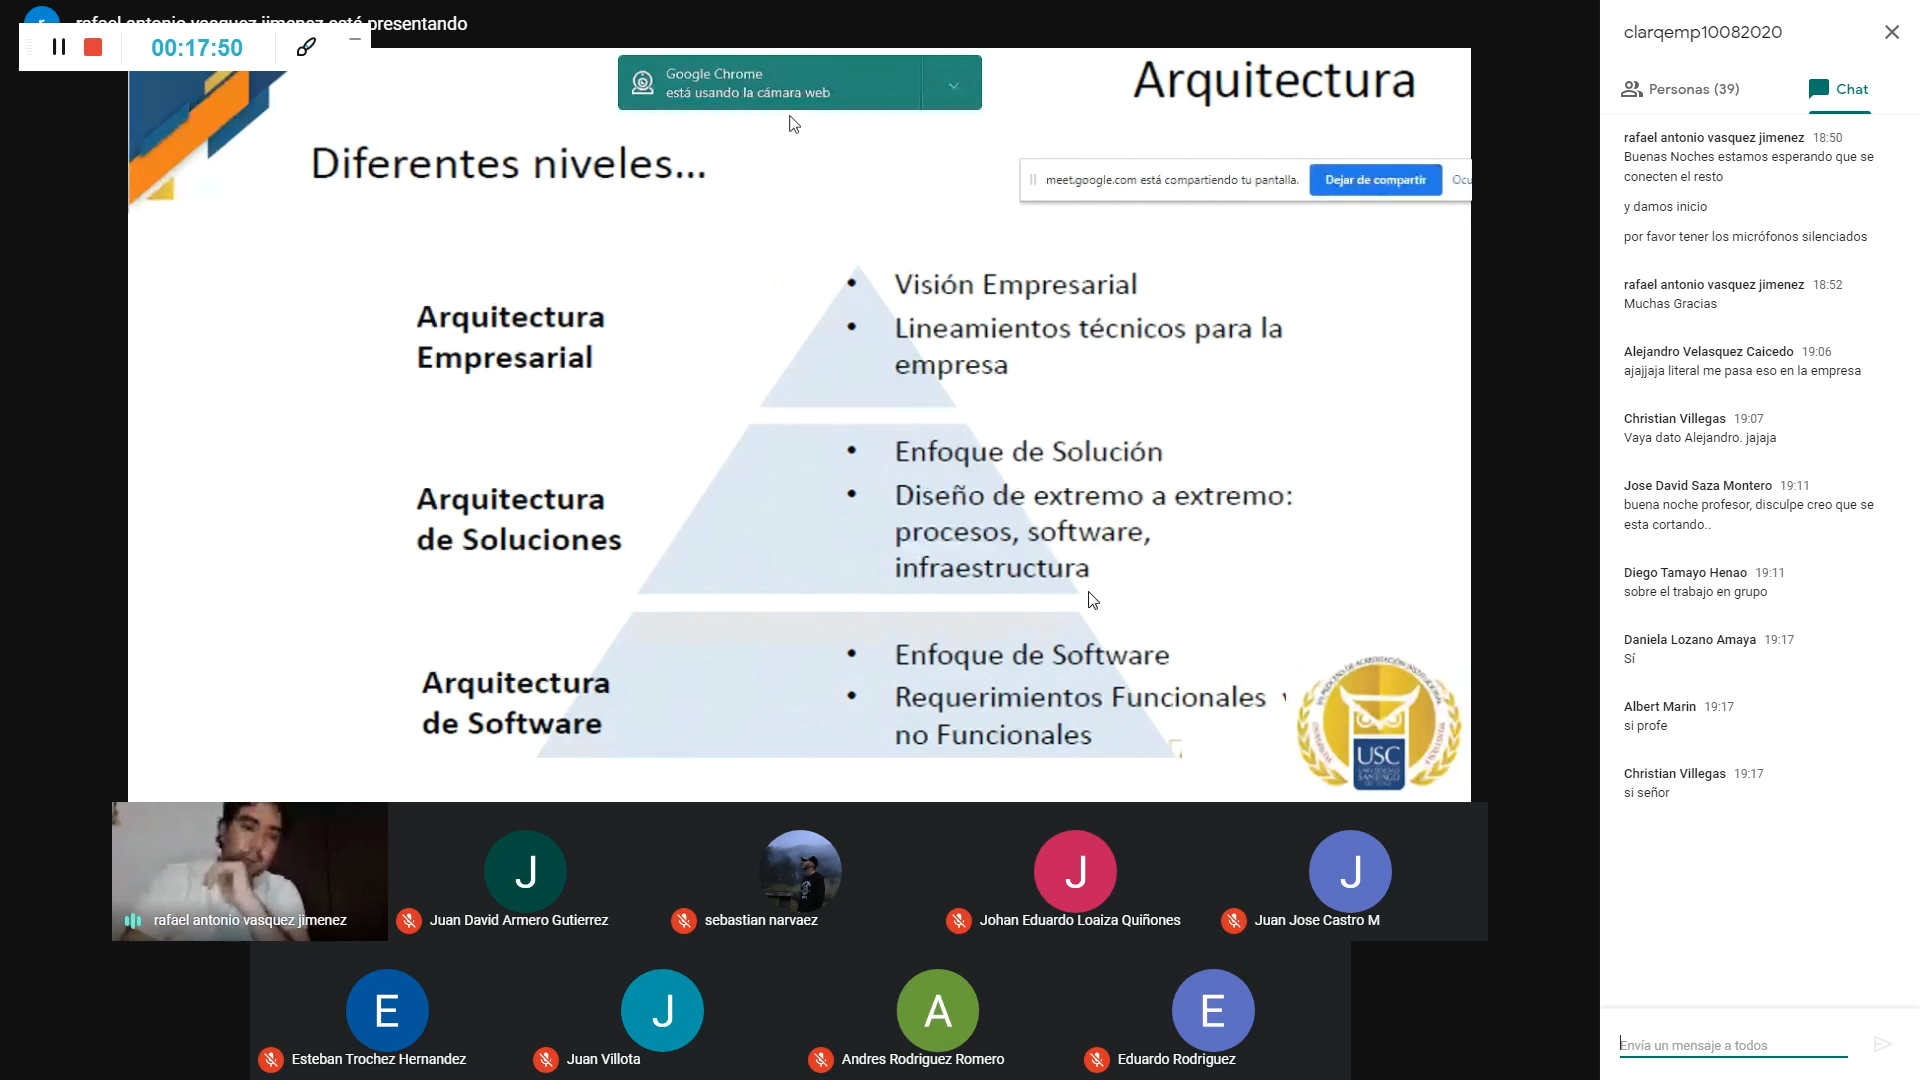 rafael antonio vasquez jimenez está presentando
00:17:50
Google Chrome
está usando la cámara web
Arquitectura
Diferentes niveles...
meet.google.com está compartiendo tu pantalla.
Dejar de compartir
Ocu
Arquitectura
Empresarial
• Visión Empresarial
• Lineamientos técnicos para la
empresa
Arquitectura
de Soluciones
• Enfoque de Solución
• Diseño de extremo a extremo:
procesos, software,
infraestructura
Arquitectura
de Software
• Enfoque de Software
• Requerimientos Funcionales y
no Funcionales
USC
rafael antonio vasquez jimenez
J
Juan David Armero Gutierrez
sebastian narvaez
J
Johan Eduardo Loaiza Quiñones
J
Juan Jose Castro M
E
Esteban Trochez Hernandez
J
Juan Villota
A
Andres Rodriguez Romero
E
Eduardo Rodriguez
clarqemp10082020
Personas (39)
Chat
rafael antonio vasquez jimenez 18:50
Buenas Noches estamos esperando que se
conecten el resto
y damos inicio
por favor tener los micrófonos silenciados
rafael antonio vasquez jimenez 18:52
Muchas Gracias
Alejandro Velasquez Caicedo 19:06
ajajjaja literal me pasa eso en la empresa
Christian Villegas 19:07
Vaya dato Alejandro. jajaja
Jose David Saza Montero 19:11
buena noche profesor, disculpe creo que se
esta cortando..
Diego Tamayo Henao 19:11
sobre el trabajo en grupo
Daniela Lozano Amaya 19:17
Sí
Albert Marin 19:17
si profe
Christian Villegas 19:17
si señor
Envía un mensaje a todos